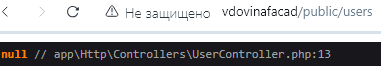 Не защищено vdovinafacad/public/users
null // app\Http\Controllers\UserController.php:13